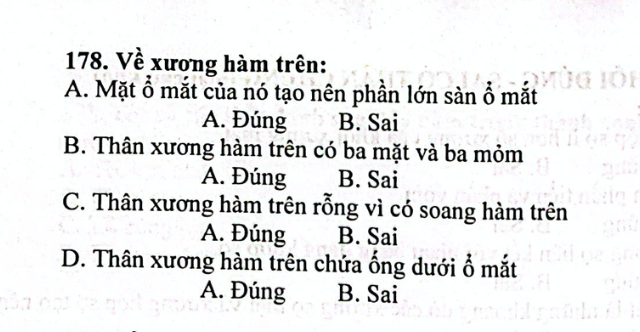 178. Về xương hàm trên:
A. Mặt ổ mắt của nó tạo nên phần lớn sàn ổ mắt
A. Đúng B. Sai
B. Thân xương hàm trên có ba mặt và ba mỏm
A. Đúng B. Sai
C. Thân xương hàm trên rỗng vì có soang hàm trên
A. Đúng B. Sai
D. Thân xương hàm trên chứa ống dưới ổ mắt
A. Đúng B. Sai